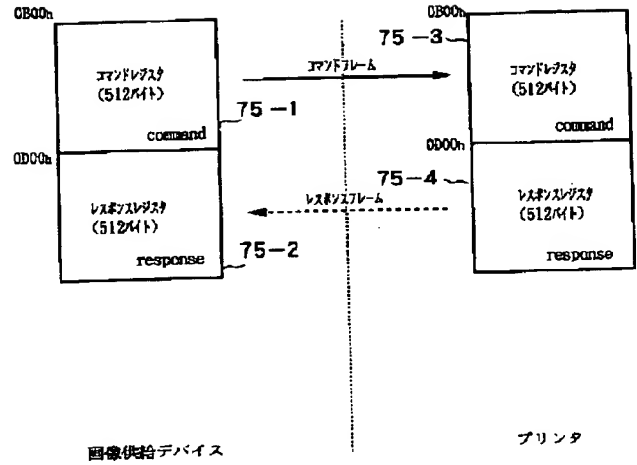 0B00h
コマンドレジスタ
(512バイト)
75-1
command
0D00h
レスポンスレジスタ
(512バイト)
response
75-2
コマンドフレーム
レスポンスフレーム
0B00h
75-3
コマンドレジスタ
(512バイト)
command
0D00h
75-4
レスポンスレジスタ
(512バイト)
response
画像供給デバイス
プリンタ